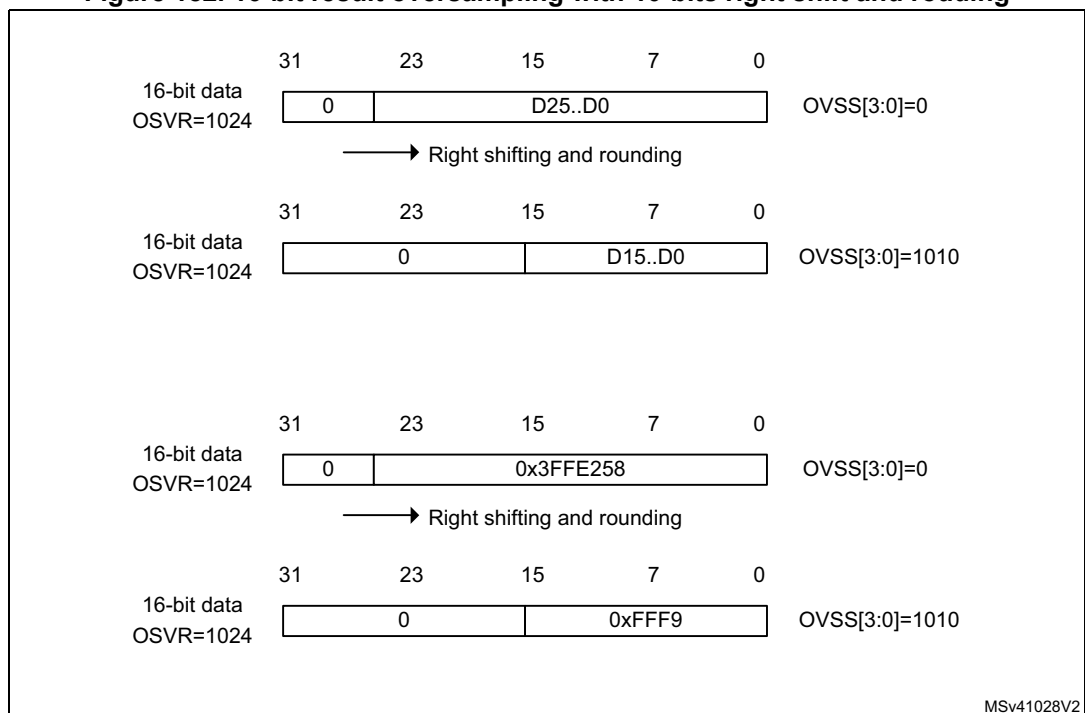 Figure 182. 16-bit result oversampling with 10-bits right shift and rouding
31 23 15 7 0
16-bit data
OSVR=1024
0 D25..D0 OVSS[3:0]=0
Right shifting and rounding
31 23 15 7 0
16-bit data
OSVR=1024
0 D15..D0 OVSS[3:0]=1010
31 23 15 7 0
16-bit data
OSVR=1024
0 0x3FFE258 OVSS[3:0]=0
Right shifting and rounding
31 23 15 7 0
16-bit data
OSVR=1024
0 0xFFF9 OVSS[3:0]=1010
MSv41028V2